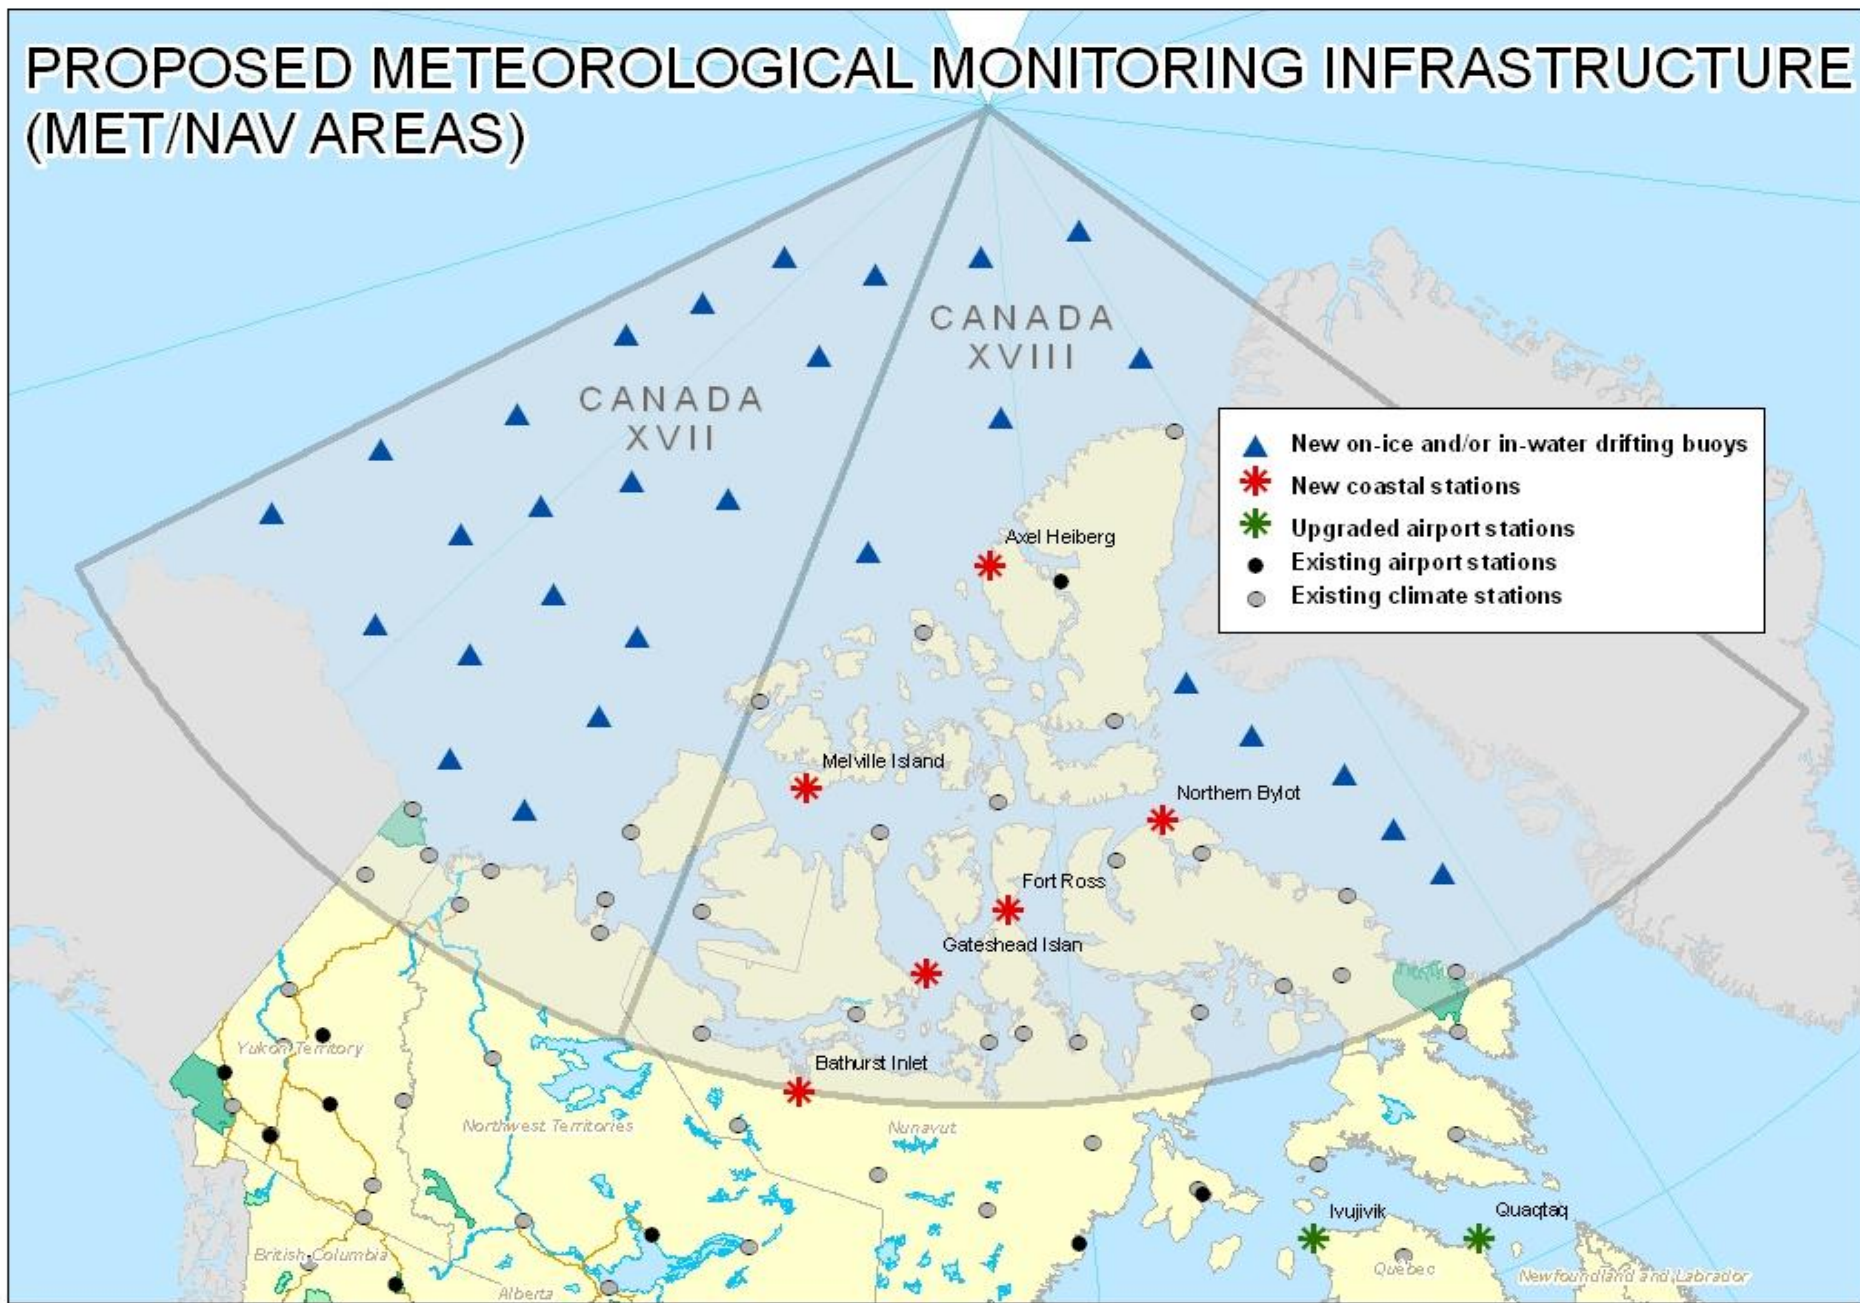 PROPOSED METEOROLOGICAL MONITORING INFRASTRUCTURE
(MET/NAV AREAS)
CANADA
XVIII
CANADA
XVII
New on-ice and/or in-water drifting buoys
New coastal stations
Upgraded airport stations
Existing airport stations
Existing climate stations
Axel Heiberg
Melville Island
Northern Bylot
Fort Ross
Gateshead Islan
Bathurst Inlet
Yukon Territory
Northwest Territories
Nunavut
Ivujivik
Quaqtaq
British Columbia
Alberta
Québec
Newfoundland and Labrador